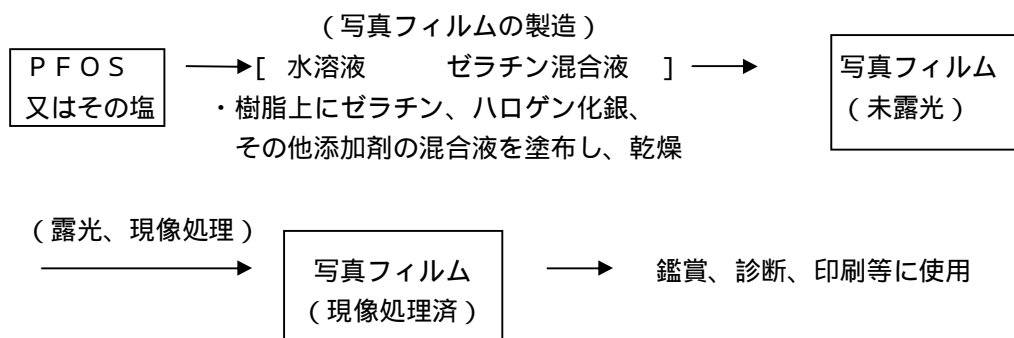 （写真フィルムの製造）
ＰＦＯＳ
又はその塩
[ 水溶液 ゼラチン混合液 ]
・樹脂上にゼラチン、ハロゲン化銀、
その他添加剤の混合液を塗布し、乾燥
写真フィルム
（未露光）
（露光、現像処理）
写真フィルム
（現像処理済）
鑑賞、診断、印刷等に使用